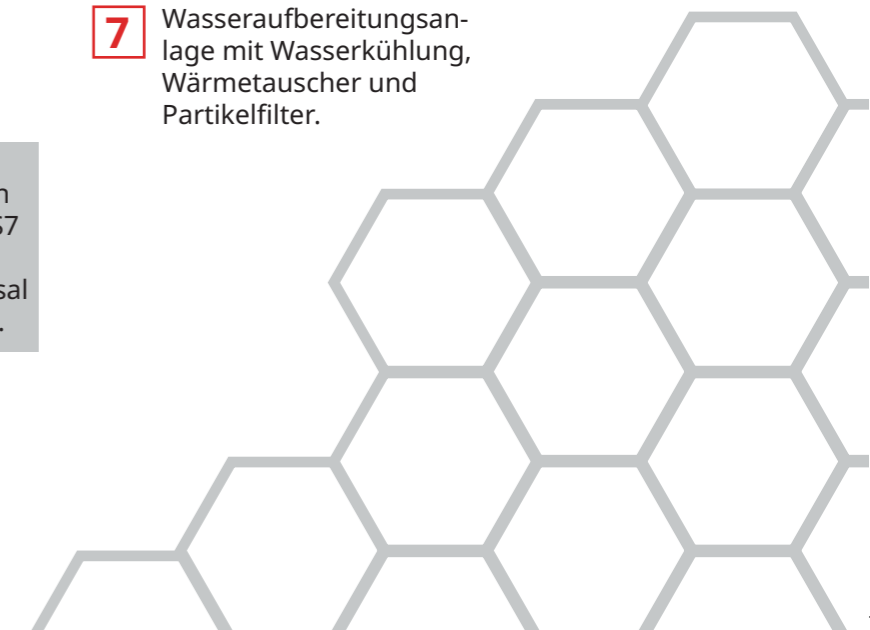 7
Wasseraufbereitungsan-
lage mit Wasserkühlung,
Wärmetauscher und
Partikelfilter.